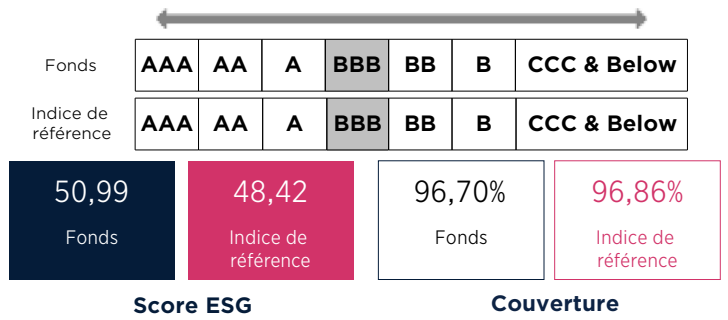 Fonds AAA AA A BBB BB B CCC & Below
Indice de
référence AAA AA A BBB BB B CCC & Below
50,99
Fonds
48,42
Indice de
référence
Score ESG
96,70%
Fonds
96,86%
Indice de
référence
Couverture